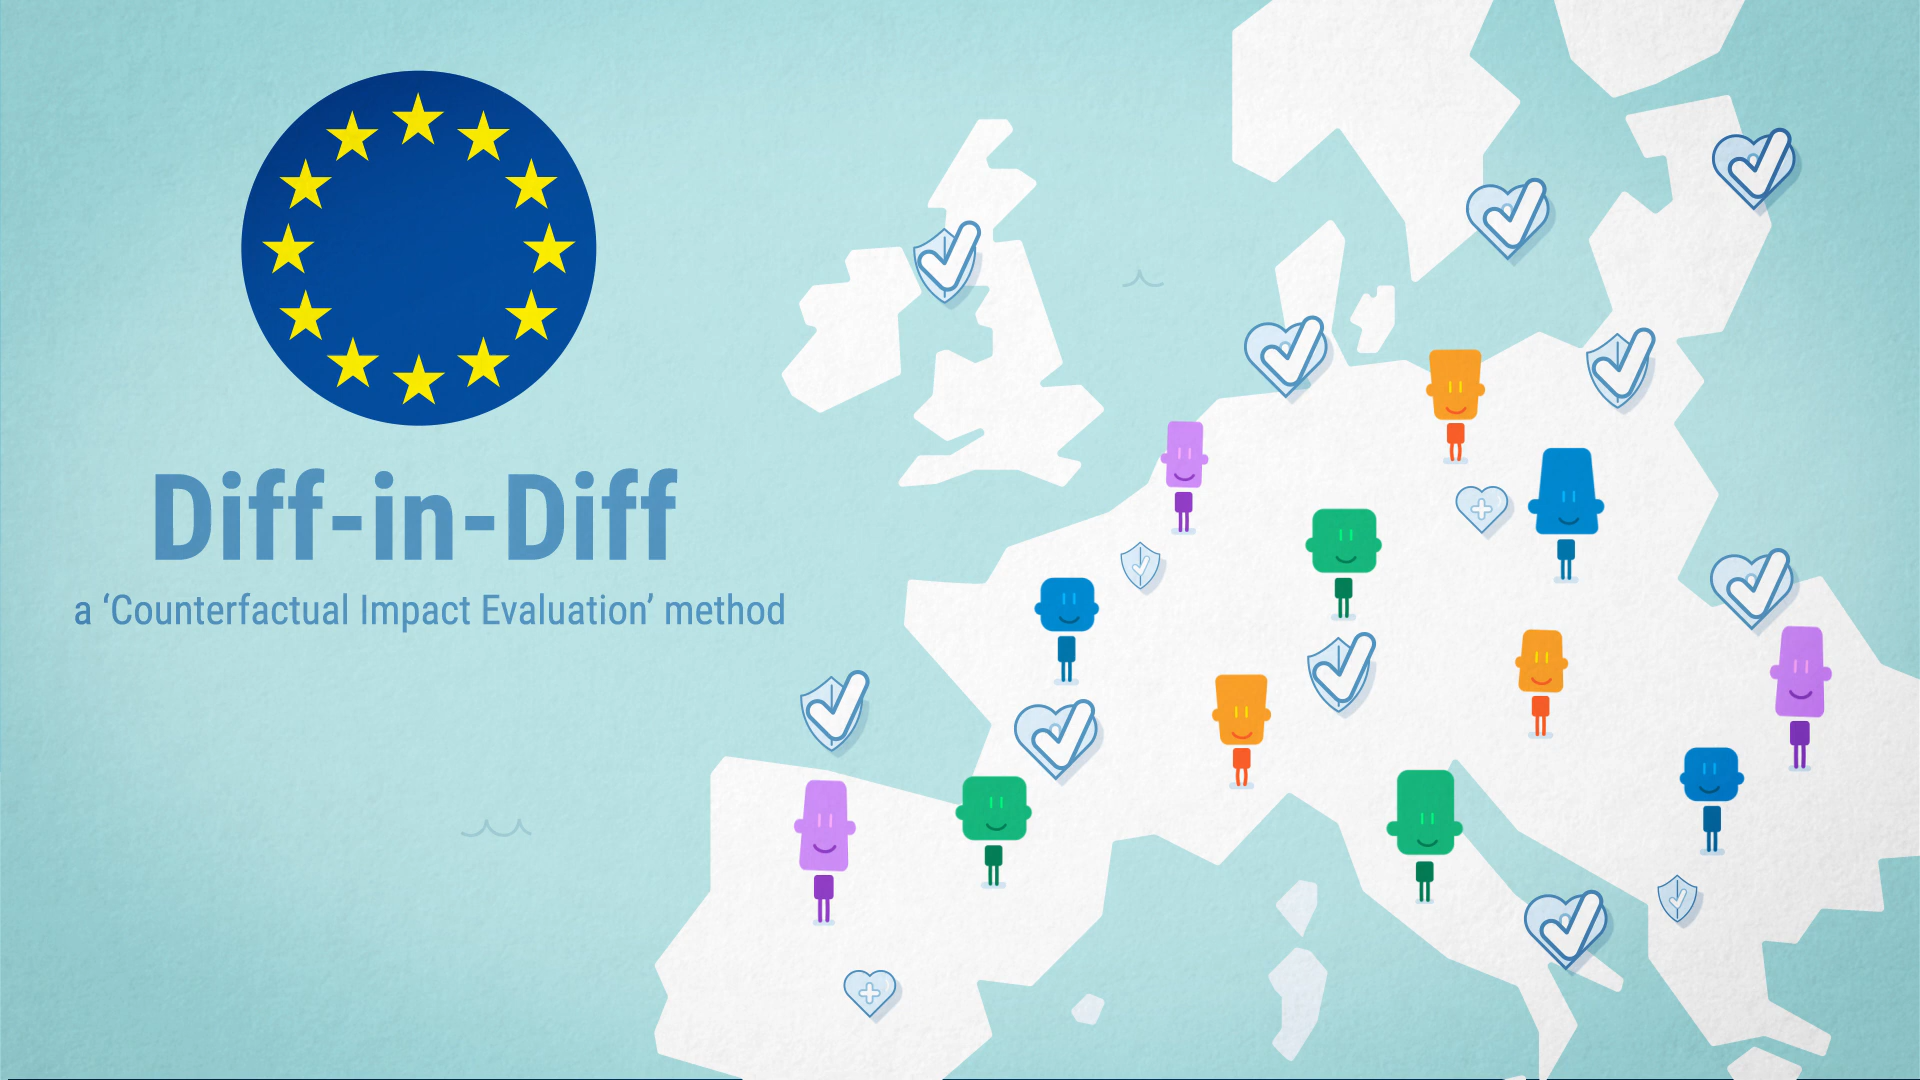 Diff-in-Diff
a ‘Counterfactual Impact Evaluation’ method